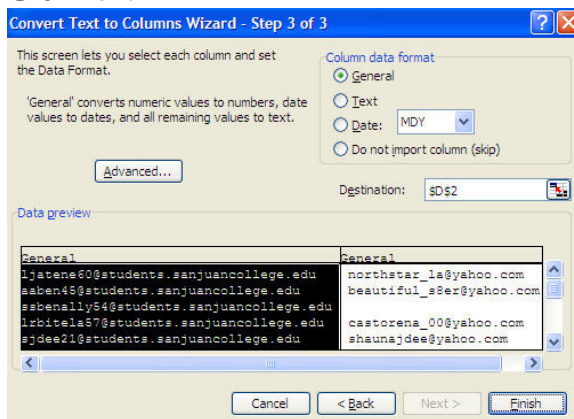 Convert Text to Columns Wizard - Step 3 of 3
This screen lets you select each column and set
the Data Format.
'General' converts numeric values to numbers, date
values to dates, and all remaining values to text.
Advanced...
Column data format
General
Text
Date: MDY
Do not import column (skip)
Destination: $D$2
Data preview
General General
ljatene60@students.sanjuancollege.edu northstar_la@yahoo.com
aaben45@students.sanjuancollege.edu beautiful_s8er@yahoo.com
ssbenally54@students.sanjuancollege.edu
lrbitela57@students.sanjuancollege.edu castorena_00@yahoo.com
sjdee21@students.sanjuancollege.edu shaunajdee@yahoo.com
Cancel < Back Next > Finish